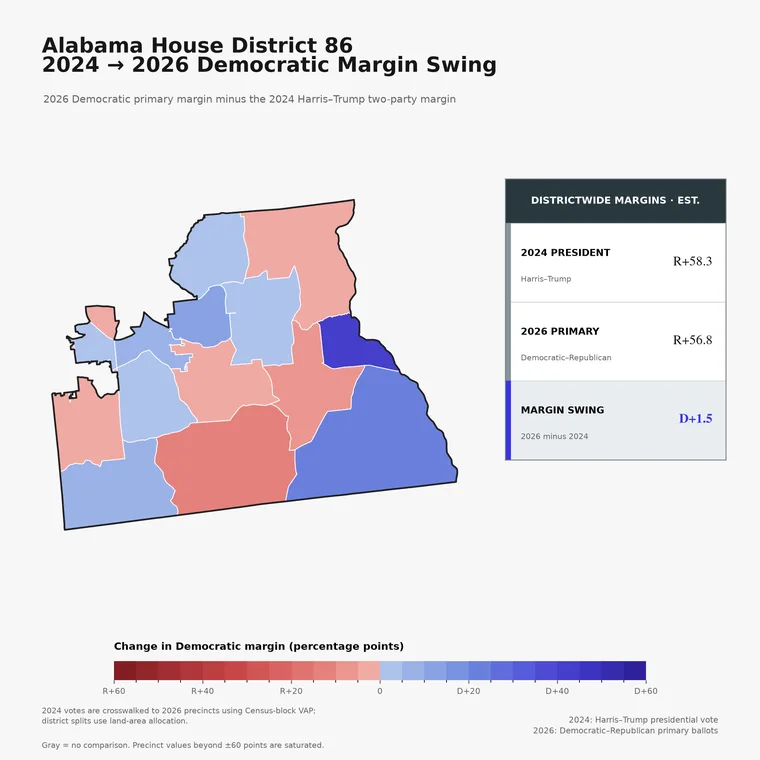 Alabama House District 86
2024 → 2026 Democratic Margin Swing
2026 Democratic primary margin minus the 2024 Harris–Trump two-party margin
DISTRICTWIDE MARGINS · EST.
2024 PRESIDENT
R+58.3
Harris–Trump
2026 PRIMARY
R+56.8
Democratic–Republican
MARGIN SWING
D+1.5
2026 minus 2024
Change in Democratic margin (percentage points)
R+60 R+40 R+20 0 D+20 D+40 D+60
2024 votes are crosswalked to 2026 precincts using Census-block VAP;
district splits use land-area allocation.
2024: Harris–Trump presidential vote
2026: Democratic–Republican primary ballots
Gray = no comparison. Precinct values beyond ±60 points are saturated.